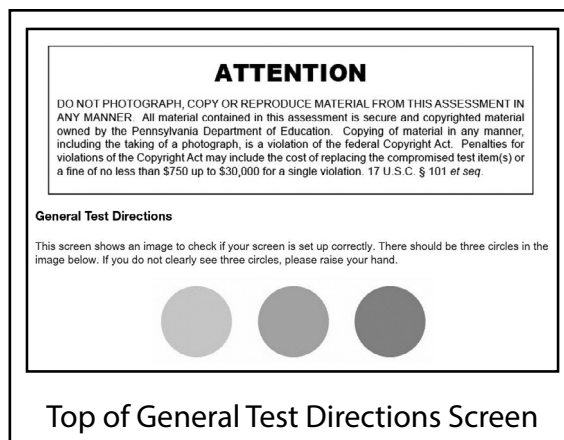 ATTENTION
DO NOT PHOTOGRAPH, COPY OR REPRODUCE MATERIAL FROM THIS ASSESSMENT IN
ANY MANNER. All material contained in this assessment is secure and copyrighted material
owned by the Pennsylvania Department of Education. Copying of material in any manner,
including the taking of a photograph, is a violation of the federal Copyright Act. Penalties for
violations of the Copyright Act may include the cost of replacing the compromised test item(s) or
a fine of no less than $750 up to $30,000 for a single violation. 17 U.S.C. § 101 et seq.
General Test Directions
This screen shows an image to check if your screen is set up correctly. There should be three circles in the
image below. If you do not clearly see three circles, please raise your hand.
Top of General Test Directions Screen